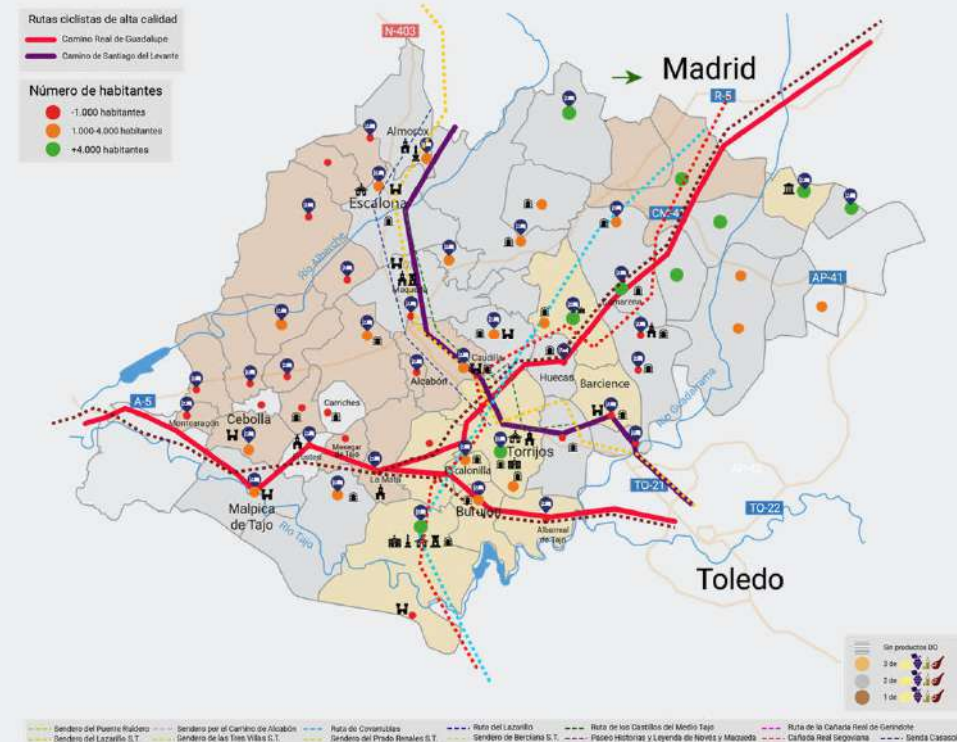 Rutas ciclistas de alta calidad
Camino Real de Guadalupe
Camino de Santiago del Levante
Número de habitantes
-1.000 habitantes
1.000-4.000 habitantes
+4.000 habitantes
N-403
Madrid
R-5
Almorox
Escalona
CM-4
Río Alberche
AP-41
Maqueda
Camarena
Caudilla
Huecas
Alcabón
Barcience
Río Guadarrama
A-5
Carriches
Cebolla
Montearagón
Mesegar de Tajo
Torrijos
Escalonilla
La Mata
TO-21
Malpica de Tajo
Burujón
TO-22
Albarreal de Tajo
Río Tajo
Toledo
Sin productos DO
3 de
2 de
1 de
Sendero del Puente Raidero
Sendero por el Camino de Alcabón
Ruta de Covarrubias
Ruta del Lazarillo
Ruta de los Castillos del Medio Tajo
Ruta de la Cañada Real de Gerindote
Sendero del Lazarillo S.T.
Sendero de las Tres Villas S.T.
Sendero del Prado Renales S.T.
Sendero de Berciana S.T.
Paseo Historias y Leyenda de Novés y Maqueda
Cañada Real Segoviana